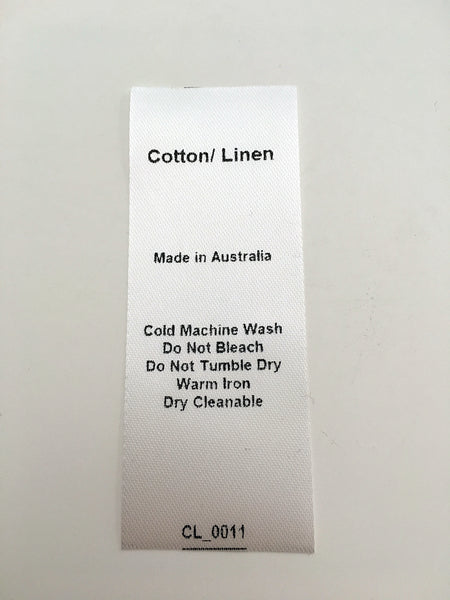 Cotton/ Linen
Made in Australia
Cold Machine Wash
Do Not Bleach
Do Not Tumble Dry
Warm Iron
Dry Cleanable
CL_0011